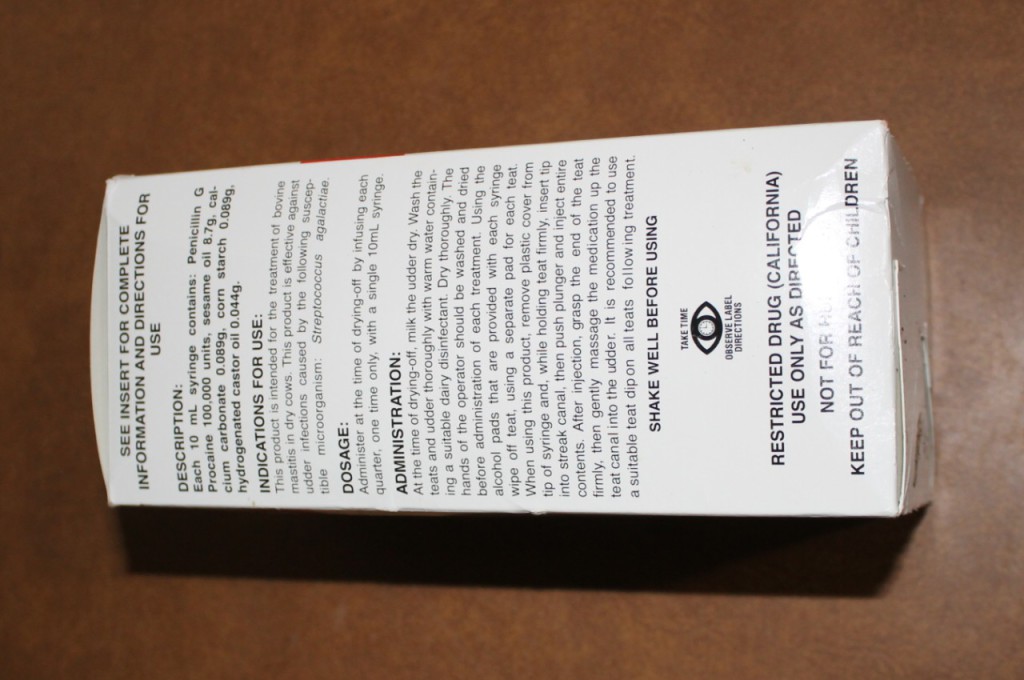 SEE INSERT FOR COMPLETE
INFORMATION AND DIRECTIONS FOR
USE
DESCRIPTION:
Each 10 mL syringe contains: Penicillin G
Procaine 100,000 units, sesame oil 8.7g, cal-
cium carbonate 0.089g, corn starch 0.089g,
hydrogenated castor oil 0.044g.
INDICATIONS FOR USE:
This product is intended for the treatment of bovine
mastitis in dry cows. This product is effective against
udder infections caused by the following suscep-
tible microorganism: Streptococcus agalactiae.
DOSAGE:
Administer at the time of drying-off by infusing each
quarter, one time only, with a single 10mL syringe.
ADMINISTRATION:
At the time of drying-off, milk the udder dry. Wash the
teats and udder thoroughly with warm water contain-
ing a suitable dairy disinfectant. Dry thoroughly. The
hands of the operator should be washed and dried
before administration of each treatment. Using the
alcohol pads that are provided with each syringe
wipe off teat, using a separate pad for each teat.
When using this product, remove plastic cover from
tip of syringe and, while holding teat firmly, insert tip
into streak canal, then push plunger and inject entire
contents. After injection, grasp the end of the teat
firmly, then gently massage the medication up the
teat canal into the udder. It is recommended to use
a suitable teat dip on all teats following treatment.
SHAKE WELL BEFORE USING
TAKE TIME
OBSERVE LABEL
DIRECTIONS
RESTRICTED DRUG (CALIFORNIA)
USE ONLY AS DIRECTED
NOT FOR
KEEP OUT OF REACH OF CHILDREN